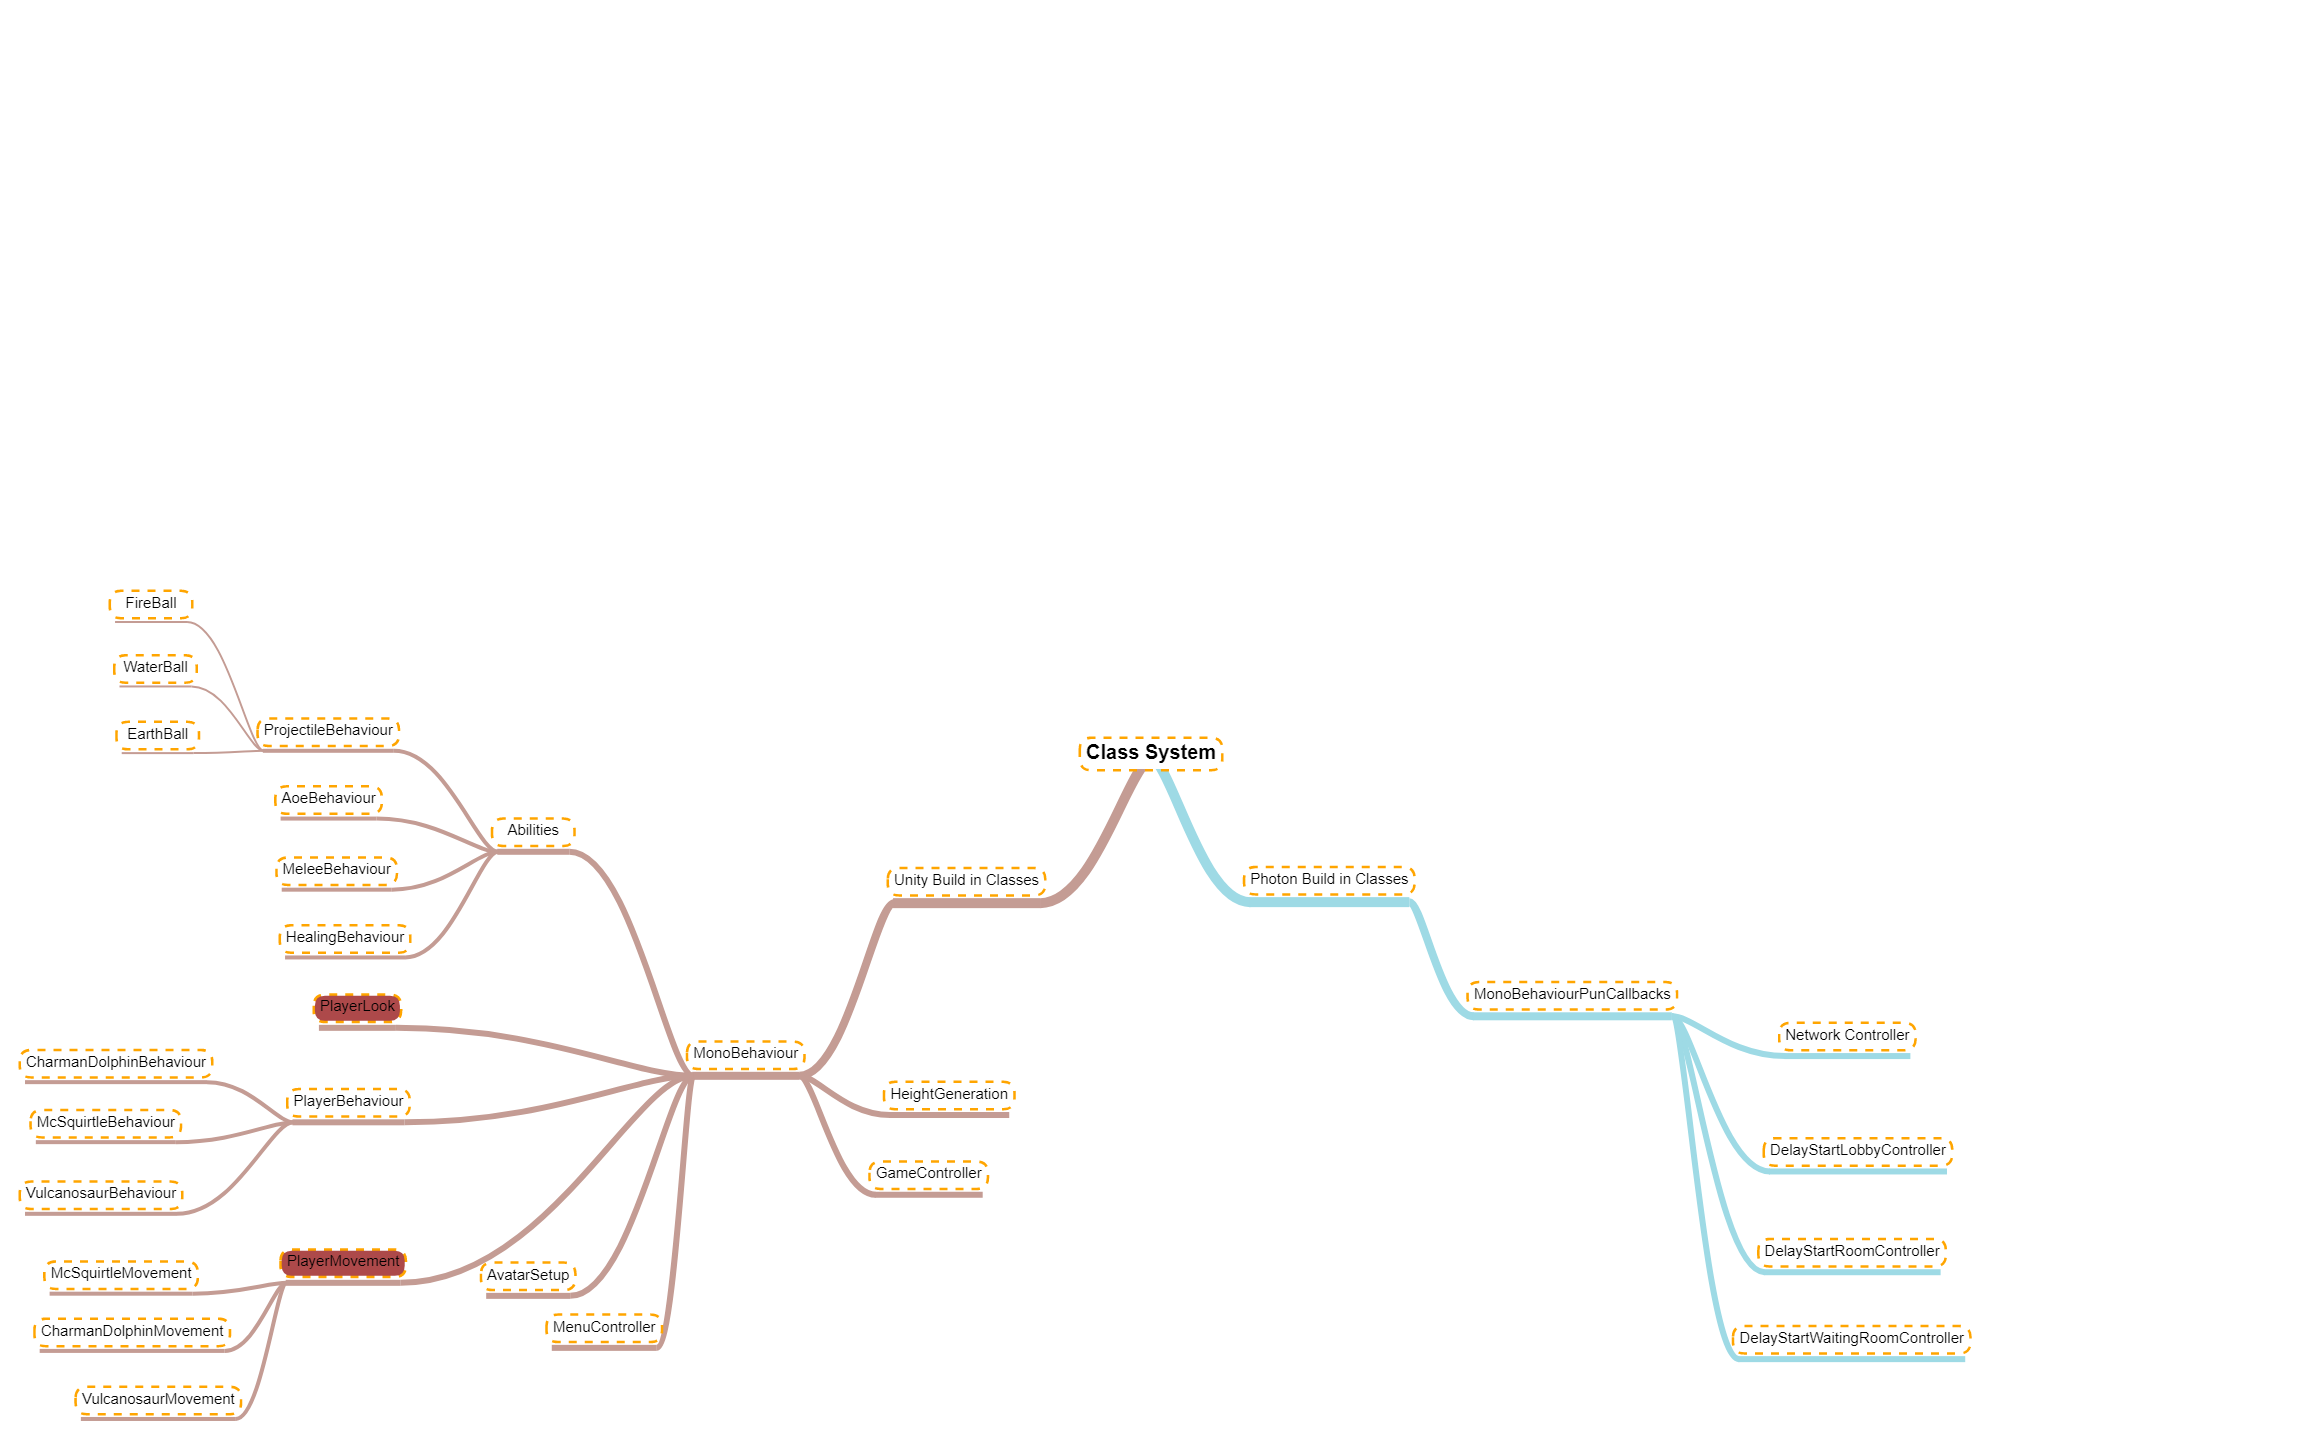 Class System
Unity Build in Classes
MonoBehaviour
Abilities
ProjectileBehaviour
FireBall
WaterBall
EarthBall
AoeBehaviour
MeleeBehaviour
HealingBehaviour
PlayerLook
PlayerBehaviour
CharmanDolphinBehaviour
McSquirtleBehaviour
VulcanosaurBehaviour
PlayerMovement
McSquirtleMovement
CharmanDolphinMovement
VulcanosaurMovement
AvatarSetup
MenuController
HeightGeneration
GameController
Photon Build in Classes
MonoBehaviourPunCallbacks
Network Controller
DelayStartLobbyController
DelayStartRoomController
DelayStartWaitingRoomController